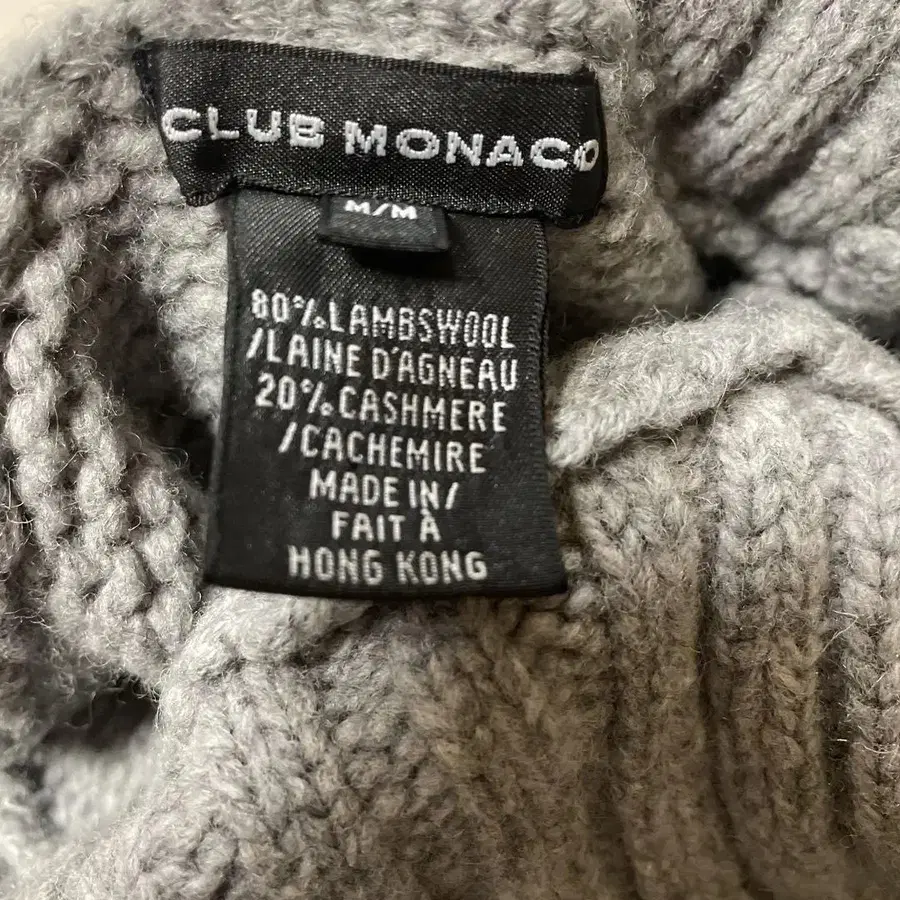 CLUB MONACO
M/M
80% LAMBSWOOL
/LAINE D'AGNEAU
20% CASHMERE
/CACHEMIRE
MADE IN/
FAIT À
HONG KONG